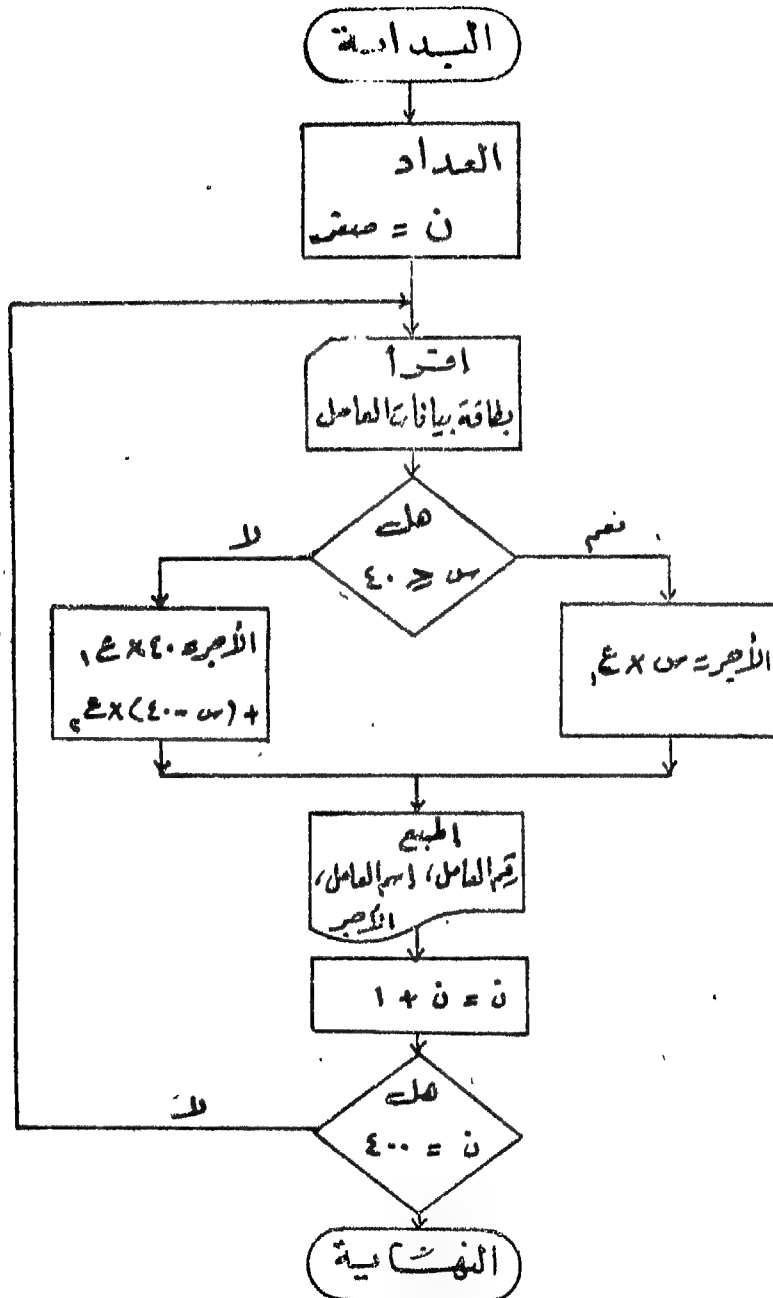 البداية
العداد
ن = صفر
اقرأ
بطاقة بيانات العامل
هل
س ≤ ٤٠
نعم
لا
الأجر = س × ع١
الأجر = ٤٠ × ع١
+ (س - ٤٠) × ع٢
اطبع
رقم العامل، اسم العامل،
الأجر
ن = ن + ١
هل
ن = ٤٠٠
لا
النهاية